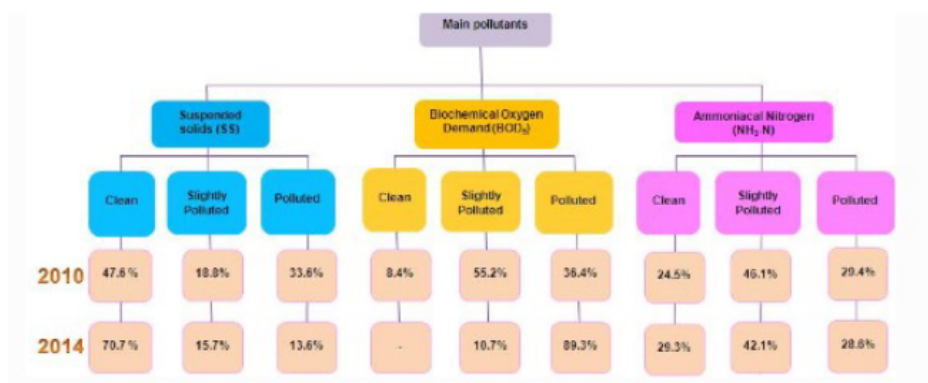 Main pollutants
Suspended
solids (SS)
Biochemical Oxygen
Demand (BOD₅)
Ammoniacal Nitrogen
(NH₃ N)
Clean
Slightly
Polluted
Polluted
Clean
Slightly
Polluted
Polluted
Clean
Slightly
Polluted
Polluted
2010 47.6% 18.8% 33.6% 8.4% 55.2% 36.4% 24.5% 46.1% 29.4%
2014 70.7% 15.7% 13.6% - 10.7% 89.3% 29.3% 42.1% 28.6%